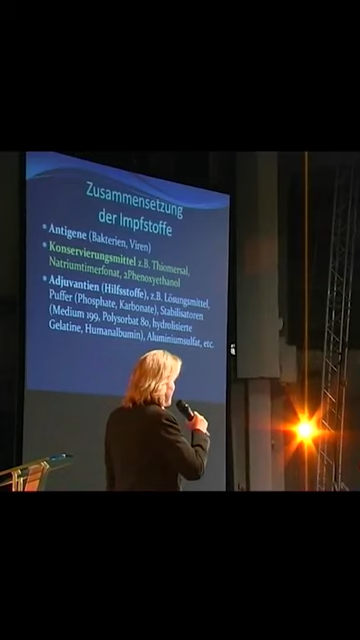 Zusammensetzung
der Impfstoffe
* Antigene (Bakterien, Viren)
* Konservierungsmittel z.B. Thiomersal,
Natriumtimerfonat, 2Phenoxyethanol
* Adjuvantien (Hilfsstoffe), z.B. Lösungsmittel,
Puffer (Phosphate, Karbonate), Stabilisatoren
(Medium 199, Polysorbat 80, hydrolisierte
Gelatine, Humanalbumin), Aluminiumsulfat, etc.